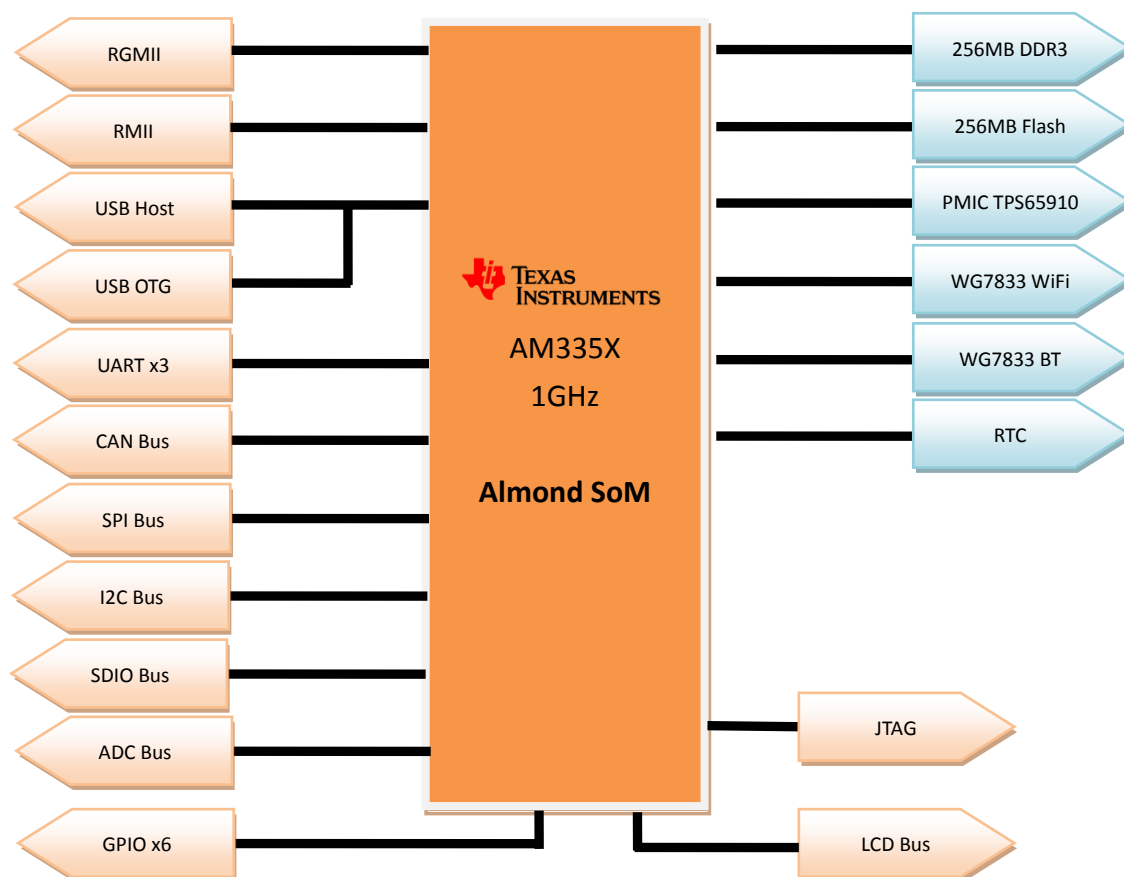 RGMII
RMII
USB Host
USB OTG
UART x3
CAN Bus
SPI Bus
I2C Bus
SDIO Bus
ADC Bus
GPIO x6
TEXAS
INSTRUMENTS
AM335X
1GHz
Almond SoM
256MB DDR3
256MB Flash
PMIC TPS65910
WG7833 WiFi
WG7833 BT
RTC
JTAG
LCD Bus